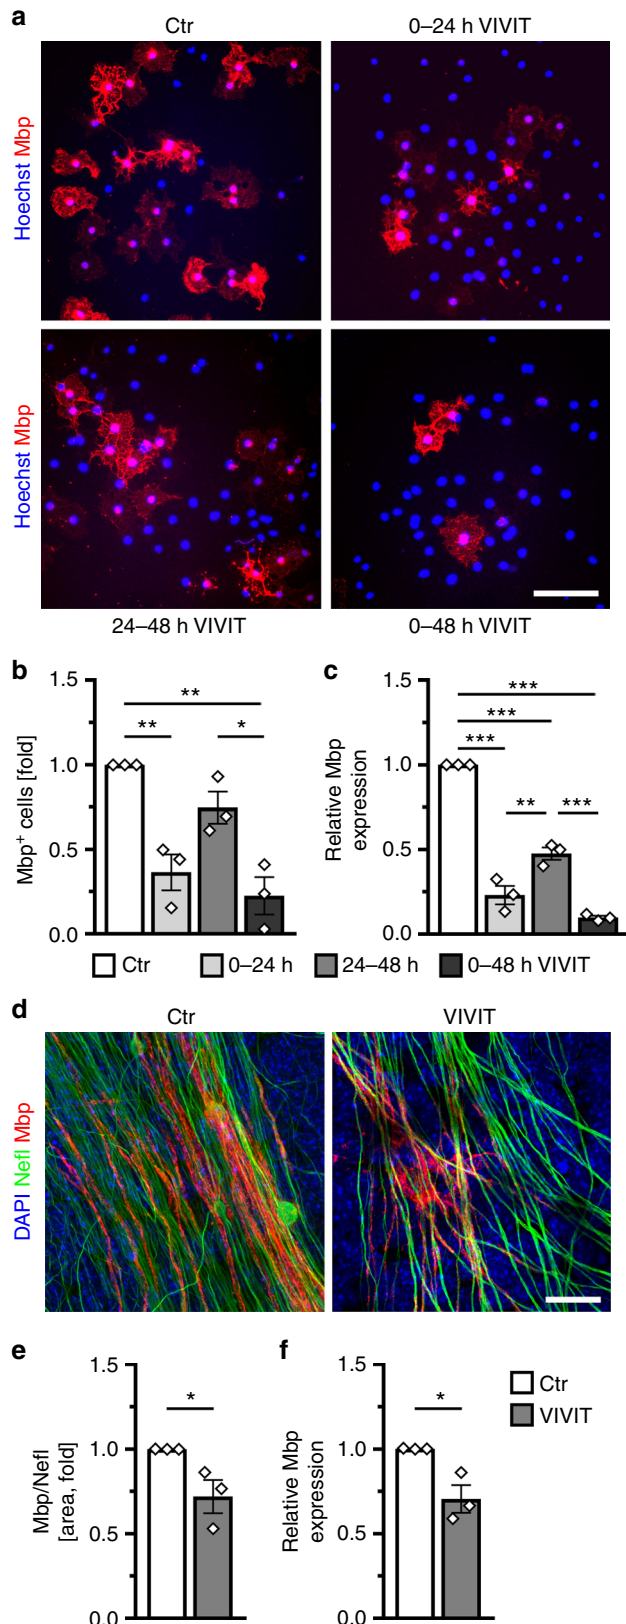 a
Ctr
0–24 h VIVIT
Hoechst Mbp
Hoechst Mbp
24–48 h VIVIT
0–48 h VIVIT
b
1.5
1.0
0.5
0.0
Mbp+ cells [fold]
**
**
*
c
1.5
1.0
0.5
0.0
Relative Mbp
expression
***
***
***
**
***
Ctr
0–24 h
24–48 h
0–48 h VIVIT
d
Ctr
VIVIT
DAPI Nefl Mbp
e
1.5
1.0
0.5
0.0
Mbp/Nefl
[area, fold]
*
f
1.5
1.0
0.5
0.0
Relative Mbp
expression
*
Ctr
VIVIT